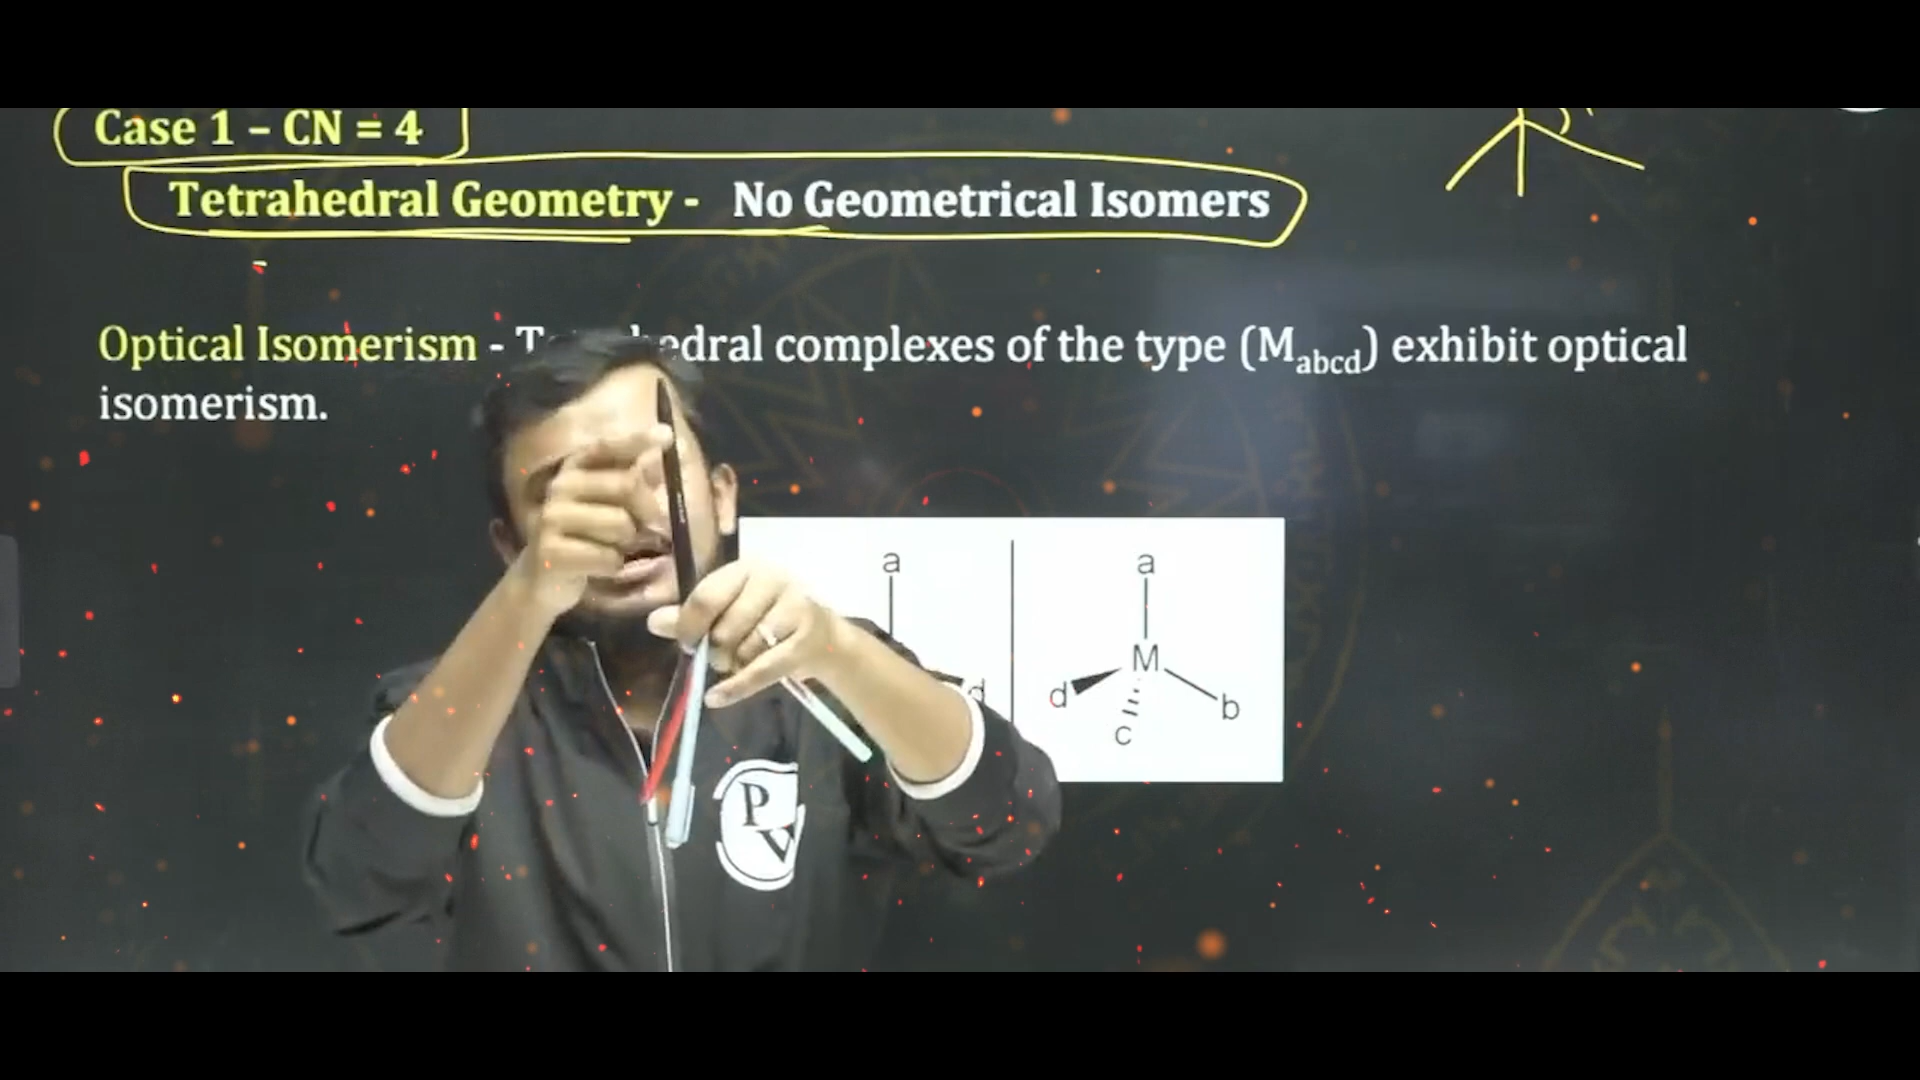 Case 1 – CN = 4
Tetrahedral Geometry - No Geometrical Isomers
Optical Isomerism - complexes of the type (Mabcd) exhibit optical
isomerism.
a
d
a
M
d
b
c
P
W